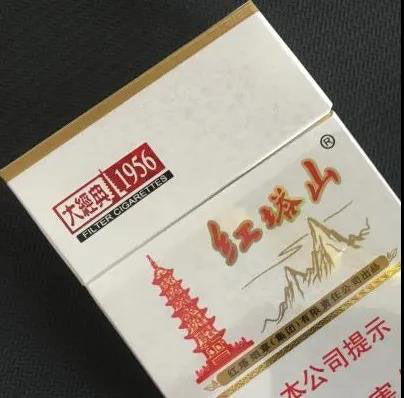 大經典 1956
FILTER CIGARETTES
红塔山®
红塔烟草(集团)有限责任公司出品
本公司提示
害